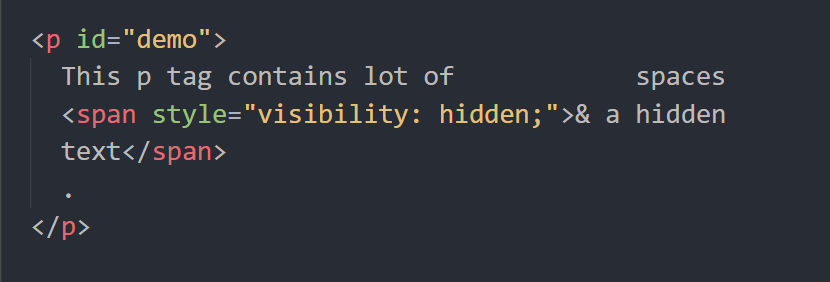 <p id="demo">
  This p tag contains lot of            spaces
  <span style="visibility: hidden;">& a hidden
  text</span>
  .
</p>